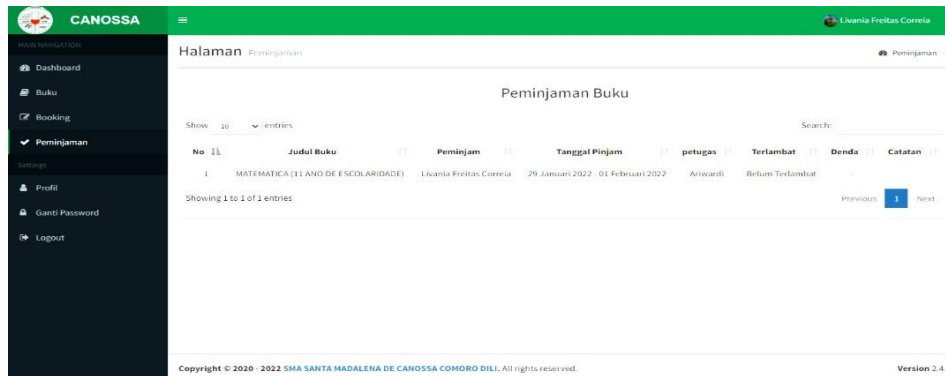 CANOSSA
Livania Freitas Correia
MAIN NAVIGATION
Halaman Peminjaman
Peminjaman
Dashboard
Buku
Booking
Peminjaman
Settings
Profil
Ganti Password
Logout
Peminjaman Buku
Show 10 entries
Search:
No Judul Buku Peminjam Tanggal Pinjam petugas Terlambat Denda Catatan
1 MATEMATICA (11 ANO DE ESCOLARIDADE) Livania Freitas Correia 29 Januari 2022 - 01 Februari 2022 Ariwardi Belum Terlambat -
Showing 1 to 1 of 1 entries
Previous 1 Next
Copyright © 2020 - 2022 SMA SANTA MADALENA DE CANOSSA COMORO DILI. All rights reserved.
Version 2.4